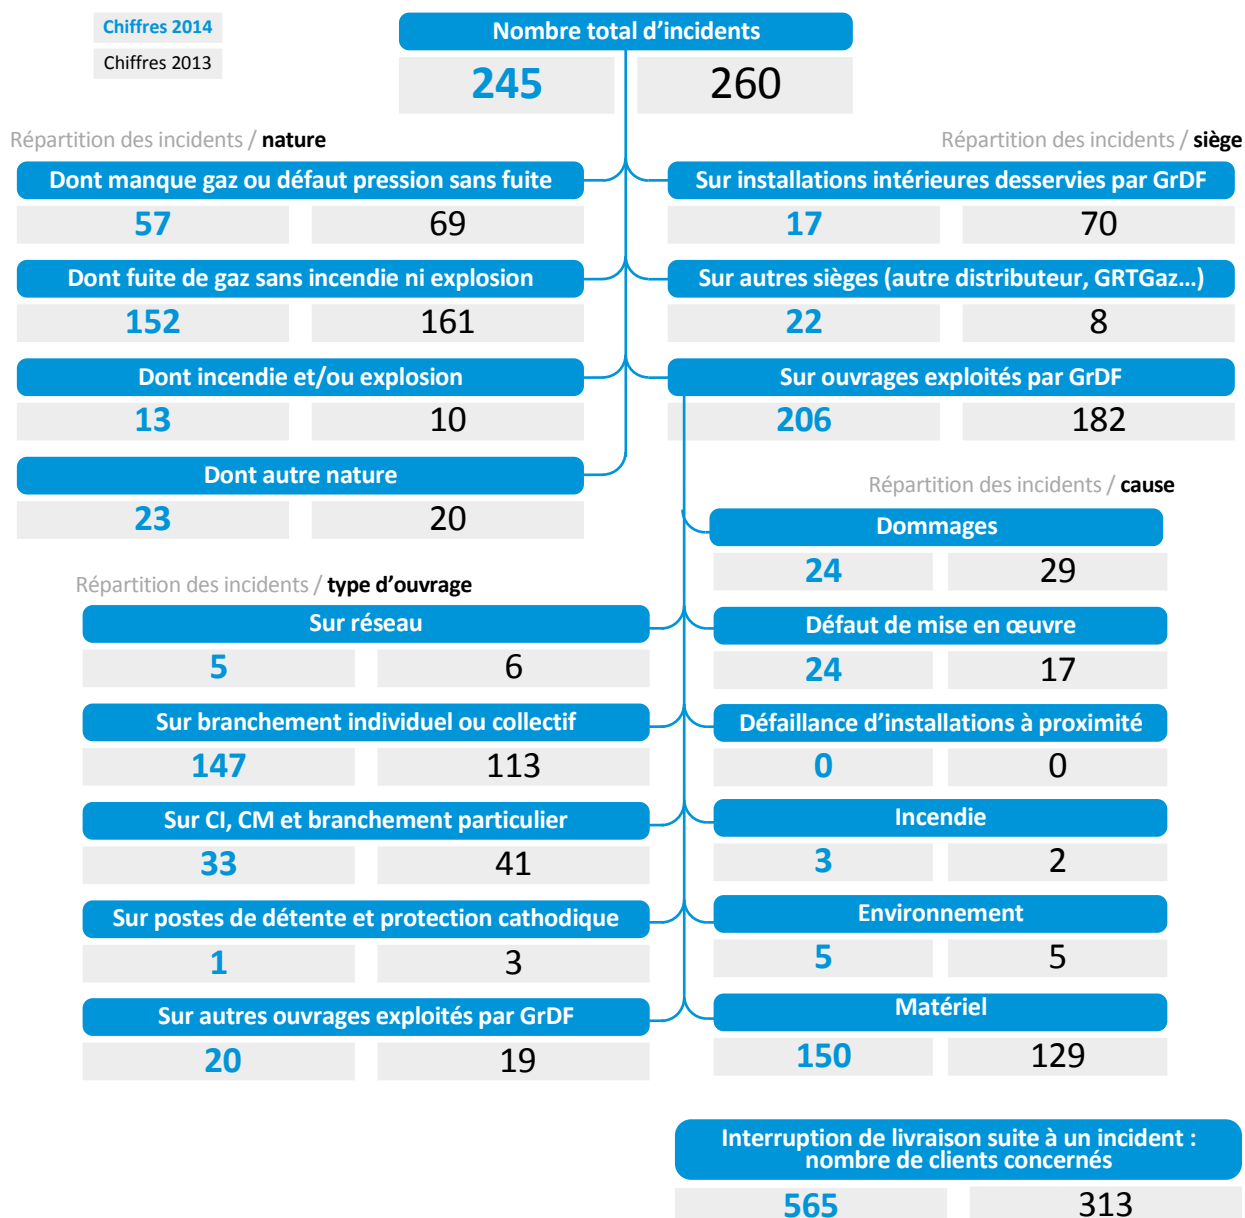 Chiffres 2014
Chiffres 2013
Nombre total d’incidents
245 260
Répartition des incidents / nature
Dont manque gaz ou défaut pression sans fuite
57 69
Dont fuite de gaz sans incendie ni explosion
152 161
Dont incendie et/ou explosion
13 10
Dont autre nature
23 20
Répartition des incidents / siège
Sur installations intérieures desservies par GrDF
17 70
Sur autres sièges (autre distributeur, GRTGaz…)
22 8
Sur ouvrages exploités par GrDF
206 182
Répartition des incidents / type d’ouvrage
Sur réseau
5 6
Sur branchement individuel ou collectif
147 113
Sur CI, CM et branchement particulier
33 41
Sur postes de détente et protection cathodique
1 3
Sur autres ouvrages exploités par GrDF
20 19
Répartition des incidents / cause
Dommages
24 29
Défaut de mise en œuvre
24 17
Défaillance d’installations à proximité
0 0
Incendie
3 2
Environnement
5 5
Matériel
150 129
Interruption de livraison suite à un incident :
nombre de clients concernés
565 313